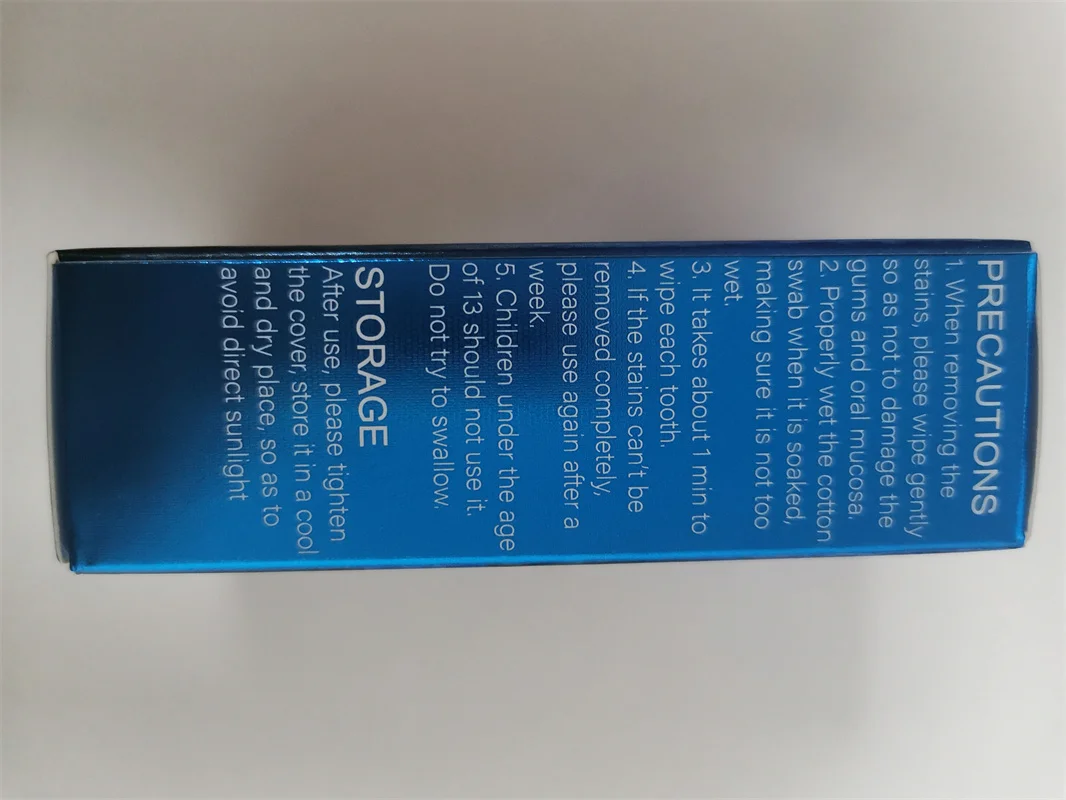 PRECAUTIONS
1. When removing the
stains, please wipe gently
so as not to damage the
gums and oral mucosa.
2. Properly wet the cotton
swab when it is soaked,
making sure it is not too
wet.
3. It takes about 1 min to
wipe each tooth.
4. If the stains can't be
removed completely,
please use again after a
week.
5. Children under the age
of 13 should not use it.
Do not try to swallow.
STORAGE
After use, please tighten
the cover, store it in a cool
and dry place, so as to
avoid direct sunlight